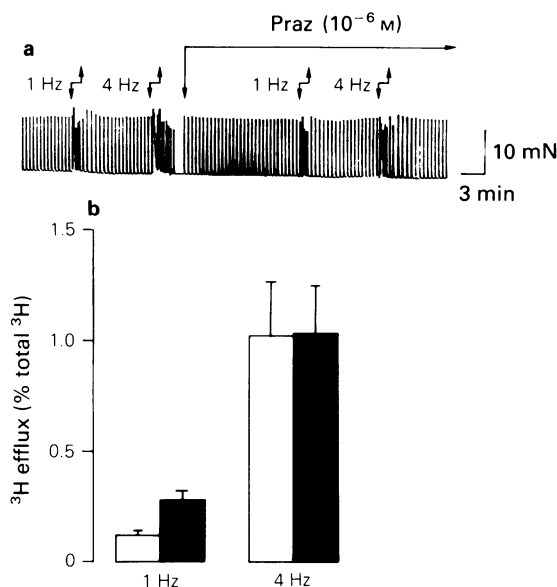 Praz (10⁻⁶ M)
a
1 Hz 4 Hz 1 Hz 4 Hz
10 mN
3 min
b
1.5
1.0
0.5
0
³H efflux (% total ³H)
1 Hz 4 Hz